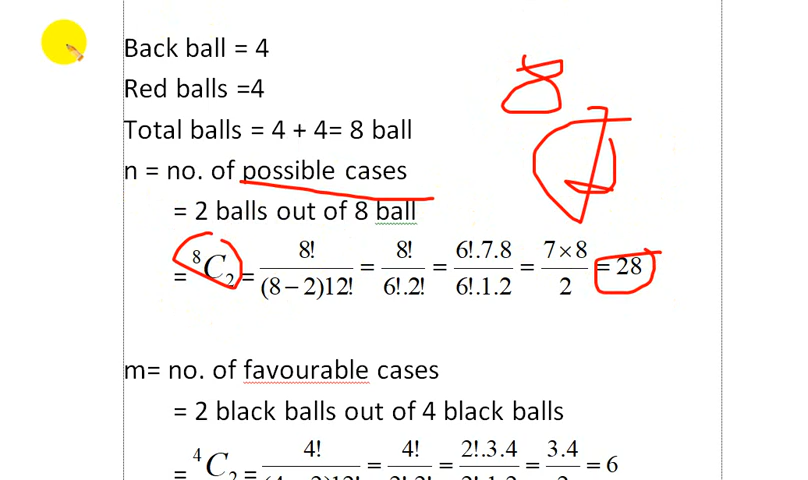 Back ball = 4
Red balls =4
Total balls = 4 + 4= 8 ball
n = no. of possible cases
= 2 balls out of 8 ball
= ⁸C₂ = 8!/(8−2)12! = 8!/6!.2! = 6!.7.8/6!.1.2 = 7×8/2 = 28
m= no. of favourable cases
= 2 black balls out of 4 black balls
= ⁴C₂ = 4!/(4−2)12! = 4!/2!.2! = 2!.3.4/2!.1.2 = 3.4/2 = 6
8